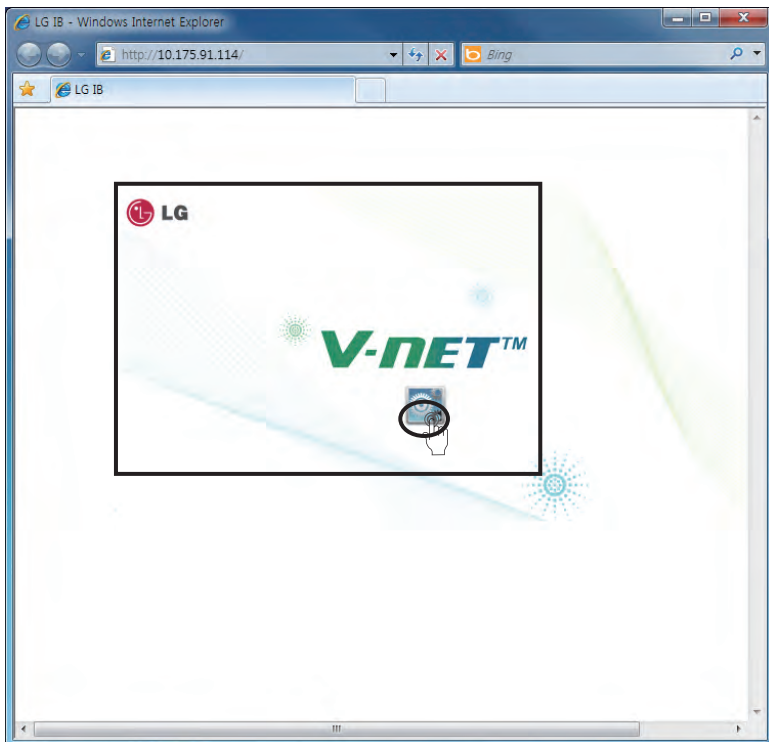 LG IB - Windows Internet Explorer
http://10.175.91.114/
Bing
LG IB
LG
V-NET™